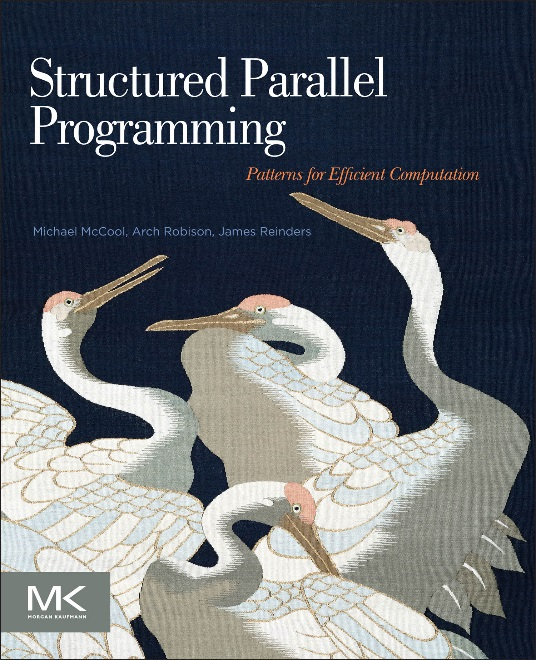 Structured Parallel
Programming
Patterns for Efficient Computation
Michael McCool, Arch Robison, James Reinders
MK
MORGAN KAUFMANN